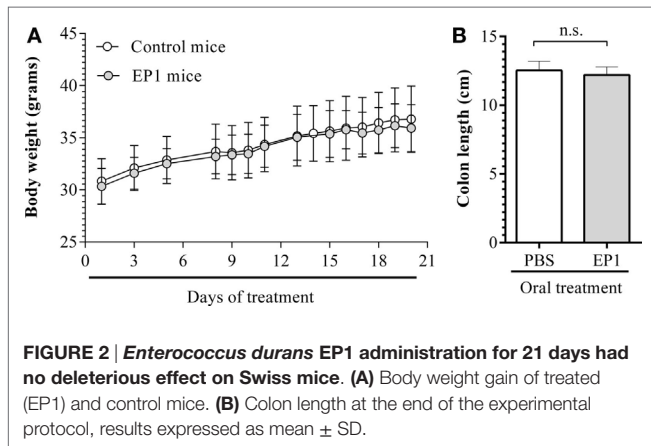 A
Control mice
EP1 mice
Body weight (grams)
45
40
35
30
25
0 3 6 9 12 15 18 21
Days of treatment
B
n.s.
Colon length (cm)
15
10
5
0
PBS EP1
Oral treatment
FIGURE 2 | Enterococcus durans EP1 administration for 21 days had
no deleterious effect on Swiss mice. (A) Body weight gain of treated
(EP1) and control mice. (B) Colon length at the end of the experimental
protocol, results expressed as mean ± SD.